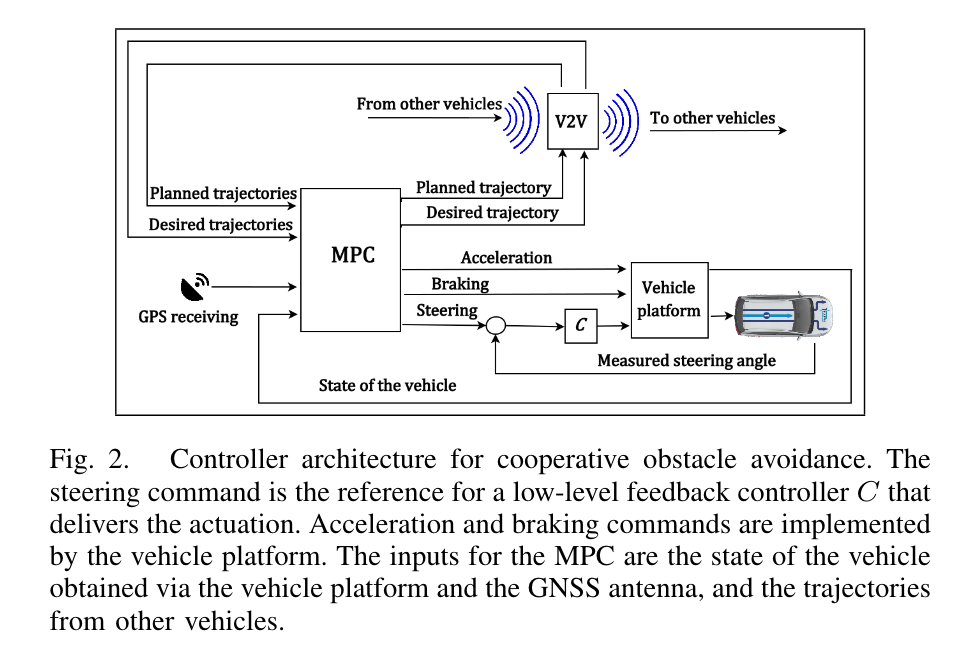 From other vehicles
V2V
To other vehicles
Planned trajectories
Planned trajectory
Desired trajectories
Desired trajectory
MPC
Acceleration
Braking
Vehicle
platform
GPS receiving
Steering
C
Measured steering angle
State of the vehicle
Fig. 2. Controller architecture for cooperative obstacle avoidance. The
steering command is the reference for a low-level feedback controller C that
delivers the actuation. Acceleration and braking commands are implemented
by the vehicle platform. The inputs for the MPC are the state of the vehicle
obtained via the vehicle platform and the GNSS antenna, and the trajectories
from other vehicles.